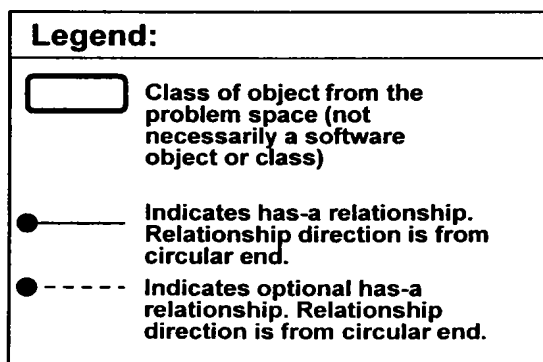 Legend:
Class of object from the
problem space (not
necessarily a software
object or class)
Indicates has-a relationship.
Relationship direction is from
circular end.
Indicates optional has-a
relationship. Relationship
direction is from circular end.